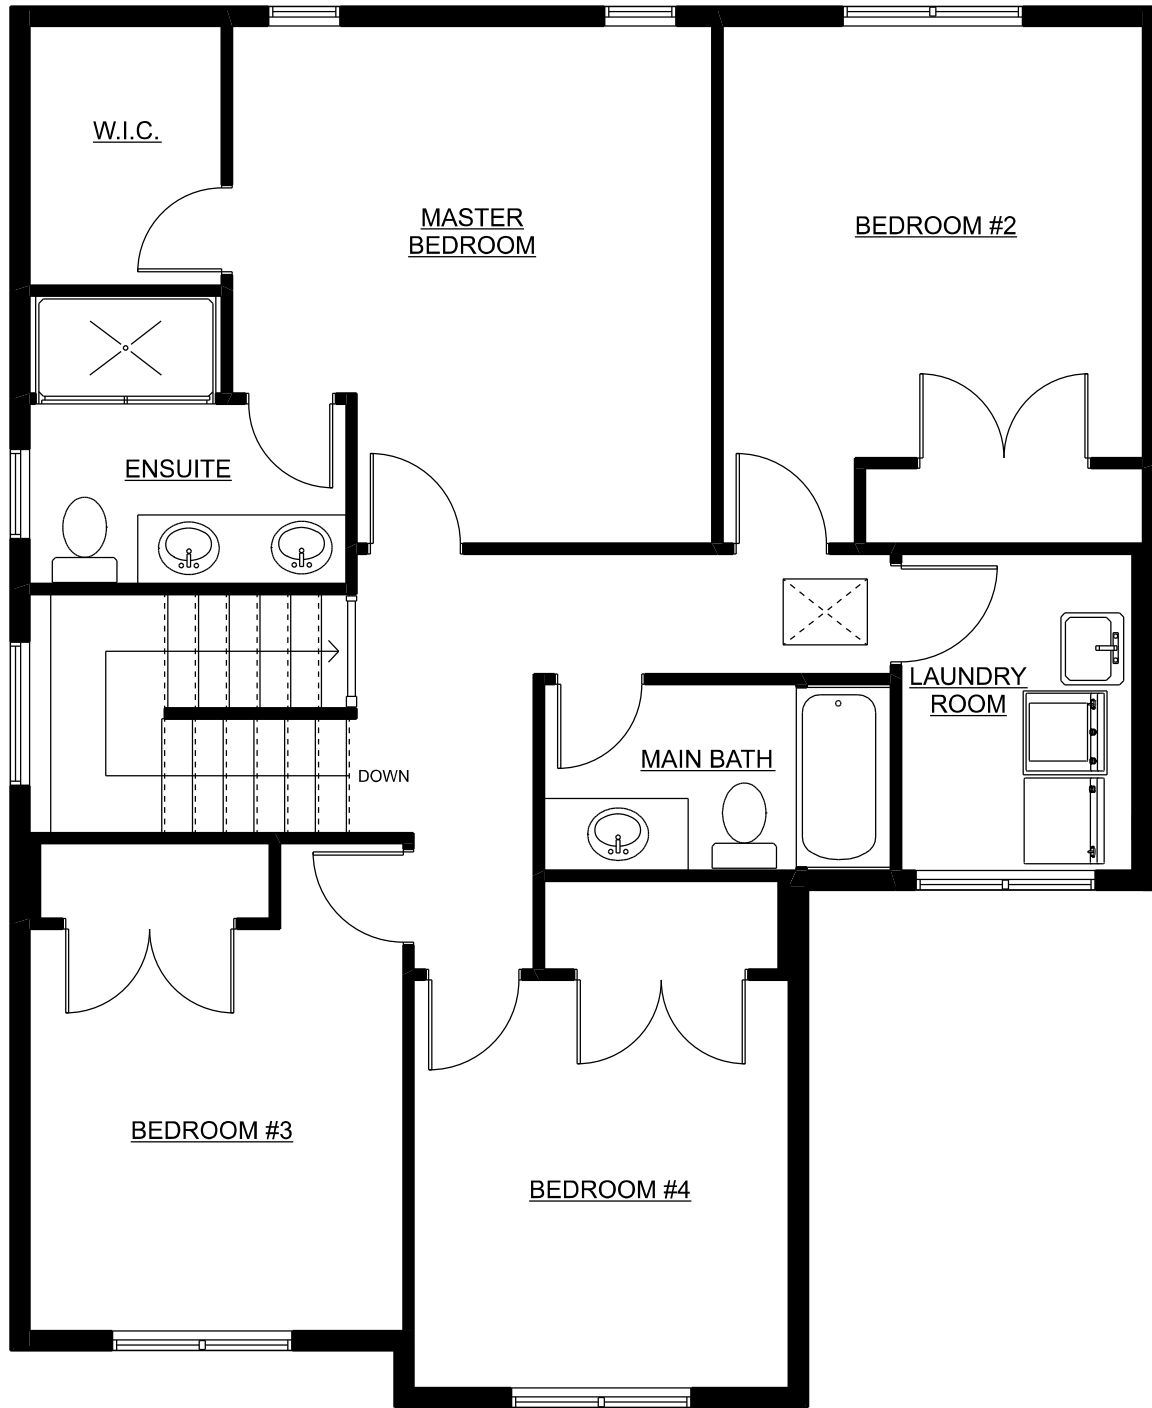 W.I.C.
MASTER
BEDROOM
BEDROOM #2
ENSUITE
LAUNDRY
ROOM
MAIN BATH
DOWN
BEDROOM #3
BEDROOM #4